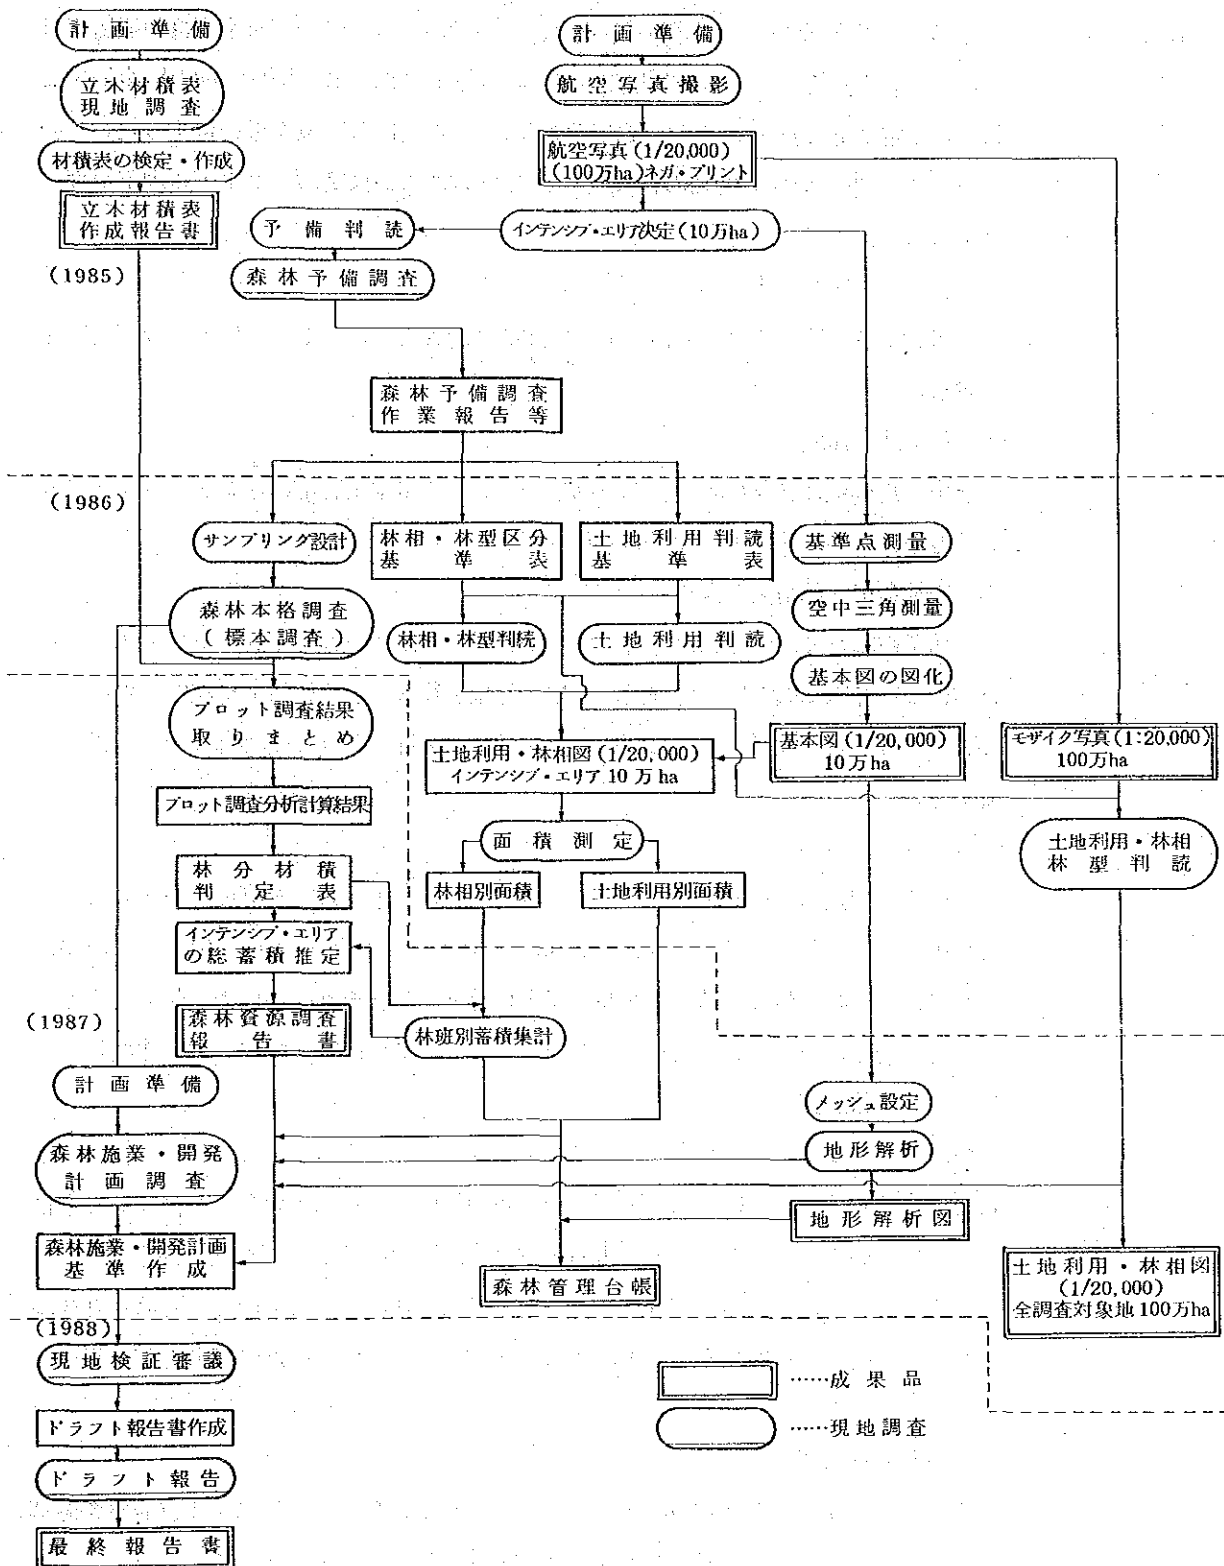 計画準備
立木材積表
現地調査
材積表の検定・作成
立木材積表
作成報告書
(1985)
計画準備
航空写真撮影
航空写真(1/20,000)
(100万ha)ネガ・プリント
インテンシブ・エリア決定(10万ha)
予備判読
森林予備調査
森林予備調査
作業報告等
(1986)
サンプリング設計
林相・林型区分
基準表
土地利用判読
基準表
基準点測量
森林本格調査
(標本調査)
林相・林型判続
土地利用判読
空中三角測量
基本図の図化
プロット調査結果
取りまとめ
土地利用・林相図(1/20,000)
インテンシブ・エリア10万ha
基本図(1/20,000)
10万ha
モザイク写真(1:20,000)
100万ha
プロット調査分析計算結果
面積測定
土地利用・林相
林型判読
林分材積
判定表
林相別面積
土地利用別面積
インテンシブ・エリア
の総蓄積推定
(1987)
森林資源調査
報告書
林班別蓄積集計
計画準備
メッシュ設定
森林施業・開発
計画調査
地形解析
地形解析図
森林施業・開発計画
基準作成
森林管理台帳
土地利用・林相図
(1/20,000)
全調査対象地100万ha
(1988)
現地検証審議
ドラフト報告書作成
ドラフト報告
最終報告書
……成果品
……現地調査